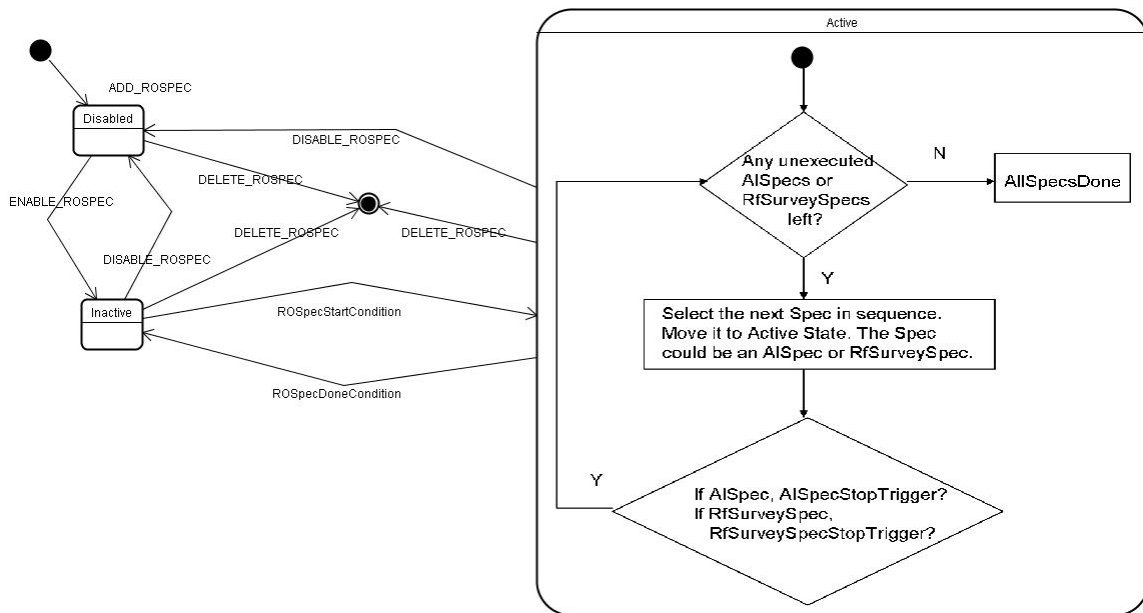 Active
ADD_ROSPEC
Disabled
DISABLE_ROSPEC
DELETE_ROSPEC
ENABLE_ROSPEC
DELETE_ROSPEC
DELETE_ROSPEC
DISABLE_ROSPEC
Inactive
ROSpecStartCondition
ROSpecDoneCondition
Any unexecuted
AISpecs or
RfSurveySpecs
left?
N
AllSpecsDone
Y
Select the next Spec in sequence.
Move it to Active State. The Spec
could be an AISpec or RfSurveySpec.
Y
If AISpec, AISpecStopTrigger?
If RfSurveySpec,
RfSurveySpecStopTrigger?